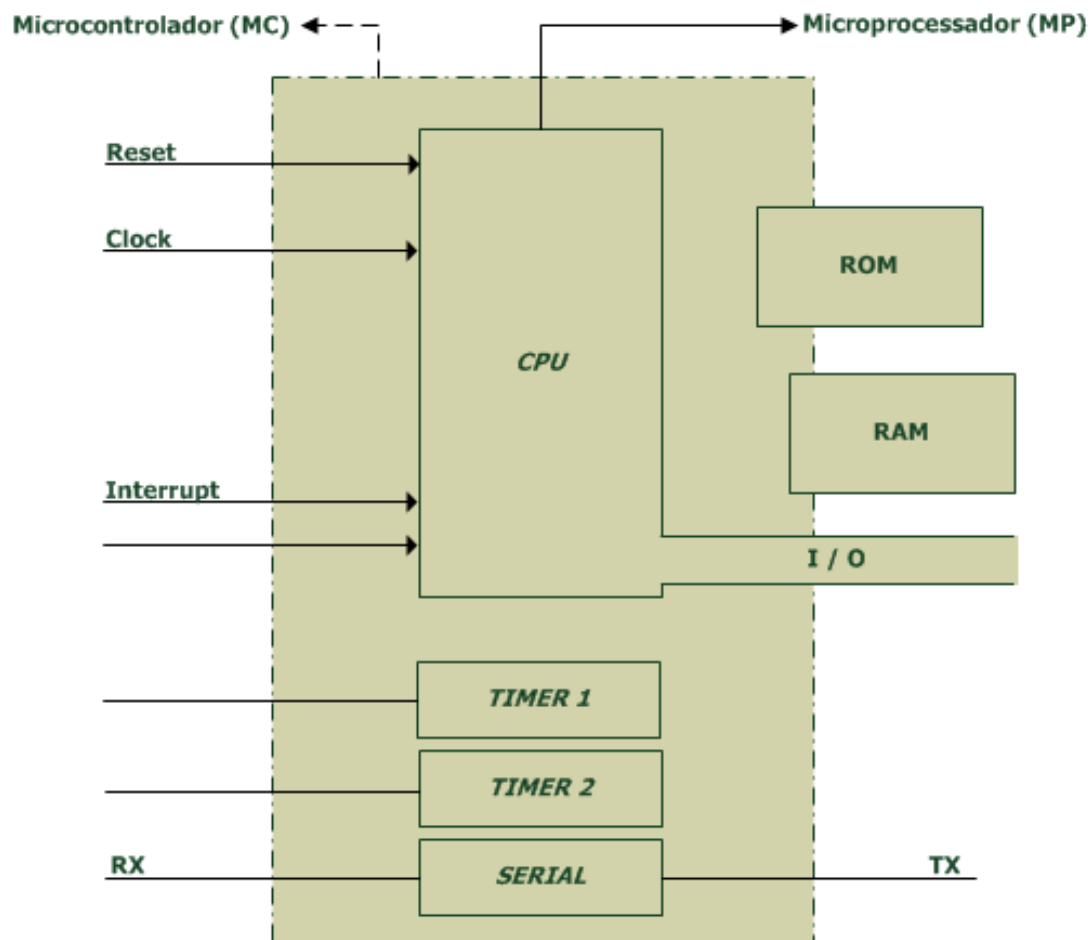 Microcontrolador (MC)
Microprocessador (MP)
Reset
Clock
ROM
CPU
RAM
Interrupt
I / O
TIMER 1
TIMER 2
RX
SERIAL
TX